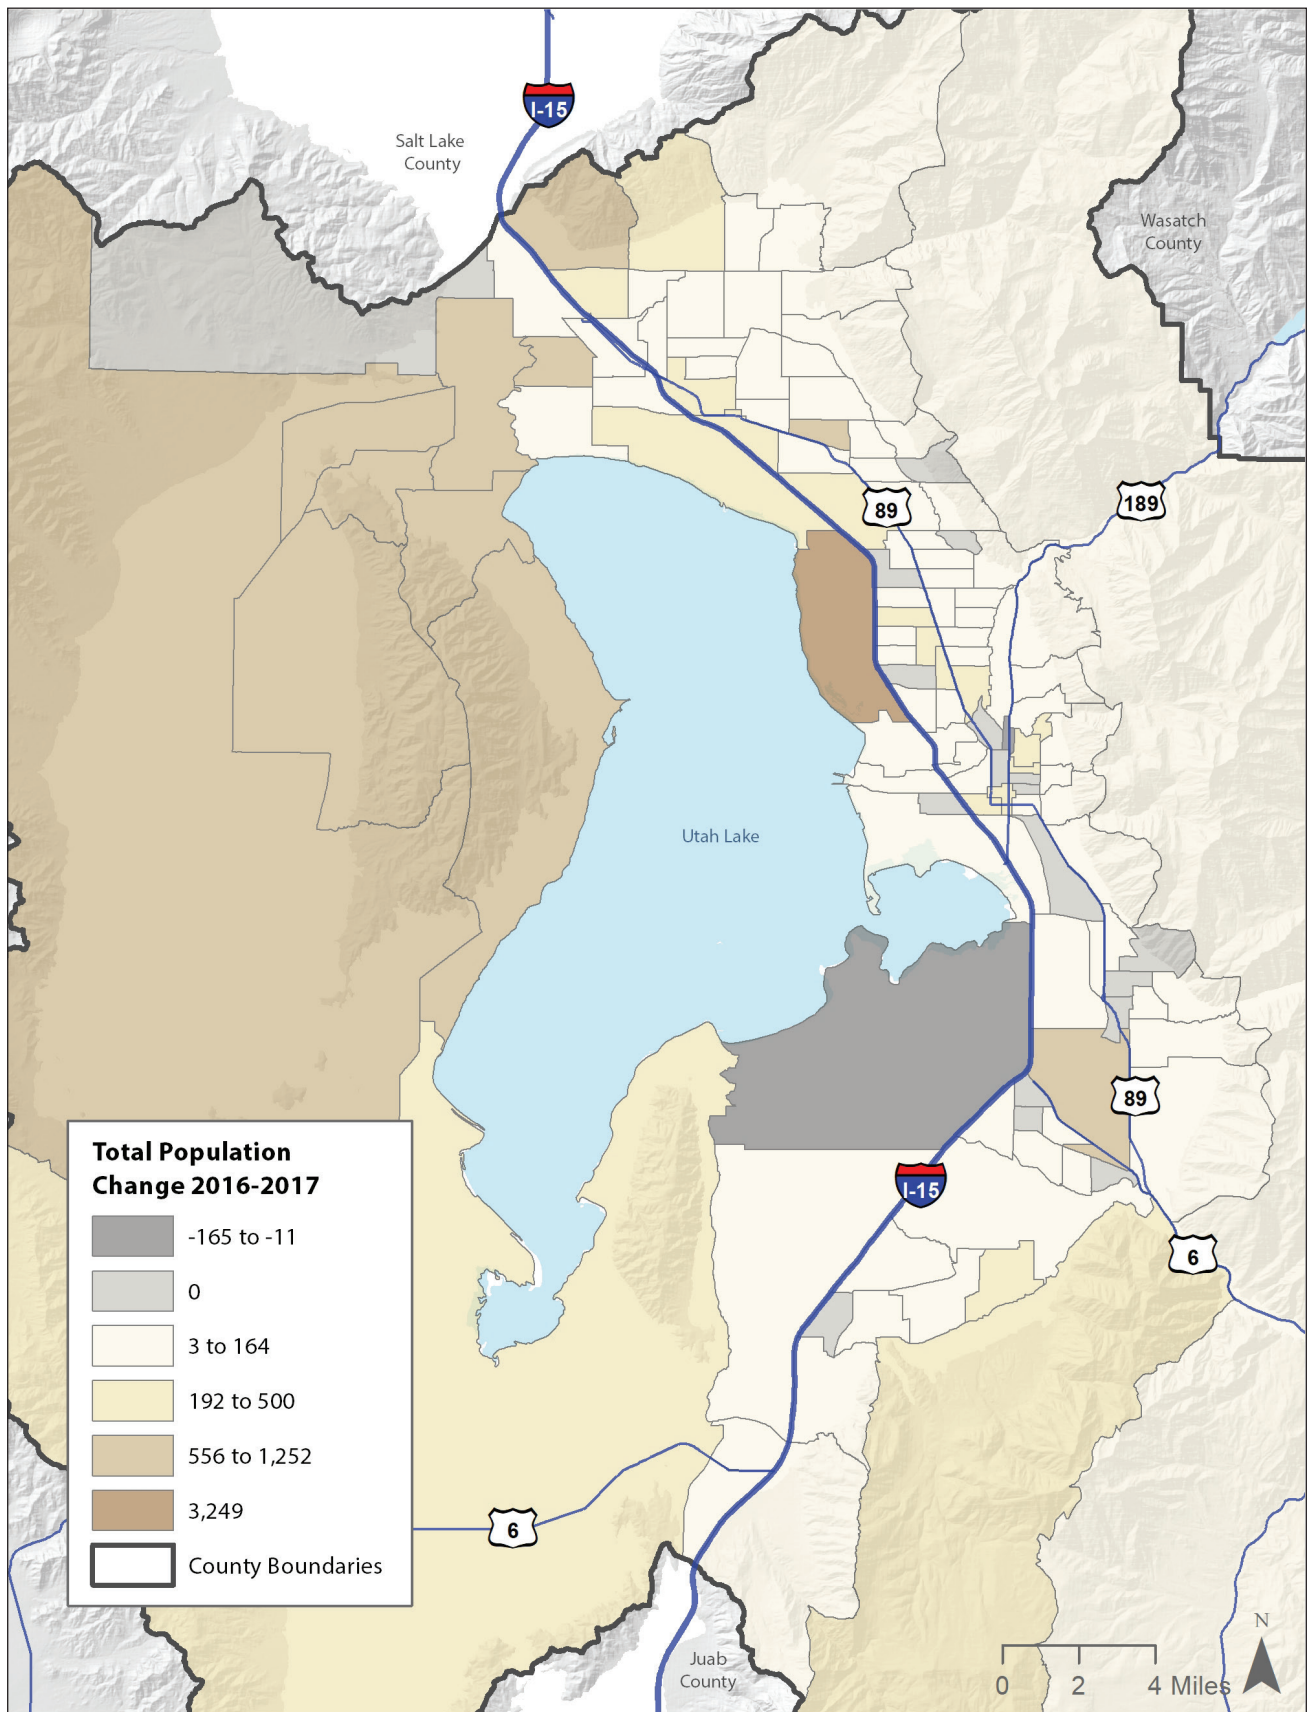 I-15
Salt Lake
County
Wasatch
County
89
189
Utah Lake
89
I-15
6
Total Population
Change 2016-2017
-165 to -11
0
3 to 164
192 to 500
556 to 1,252
3,249
County Boundaries
6
Juab
County
N
0 2 4 Miles